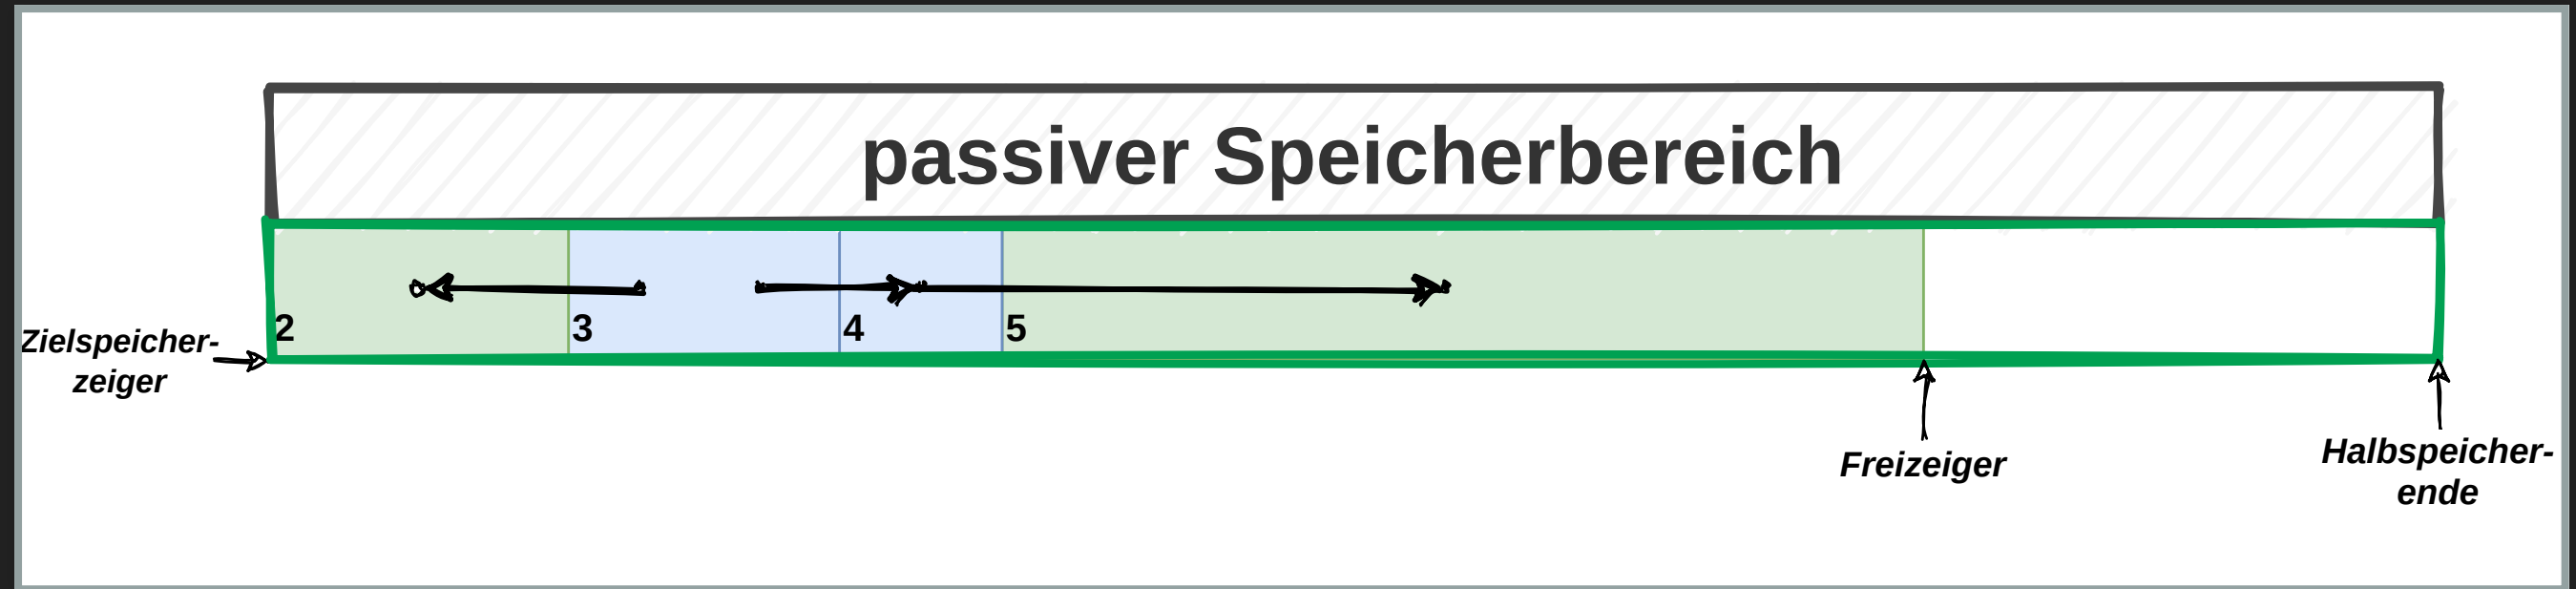 passiver Speicherbereich
2
3
4
5
Zielspeicher-
zeiger
Freizeiger
Halbspeicher-
ende